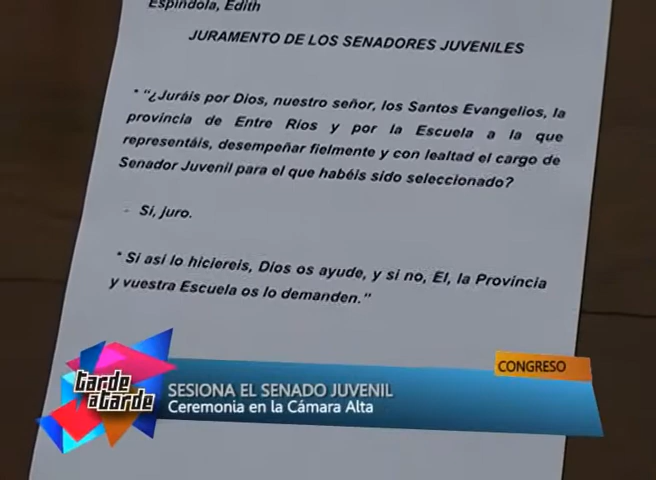 Espíndola, Edith
JURAMENTO DE LOS SENADORES JUVENILES
* "¿Juráis por Dios, nuestro señor, los Santos Evangelios, la
provincia de Entre Ríos y por la Escuela a la que
representáis, desempeñar fielmente y con lealtad el cargo de
Senador Juvenil para el que habéis sido seleccionado?
- Si, juro.
* Si así lo hiciereis, Dios os ayude, y si no, El, la Provincia
y vuestra Escuela os lo demanden."
CONGRESO
tarde
a tarde
SESIONA EL SENADO JUVENIL
Ceremonia en la Cámara Alta